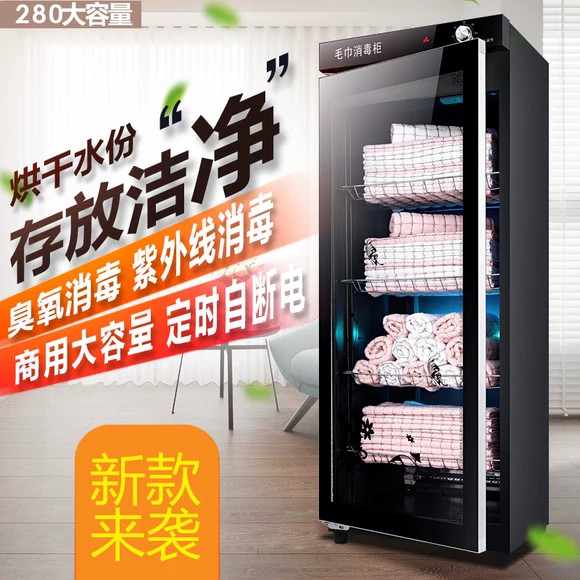 280大容量
毛巾消毒柜
烘干水份
存放“洁净”
臭氧消毒 紫外线消毒
商用大容量 定时自断电
新款
来袭